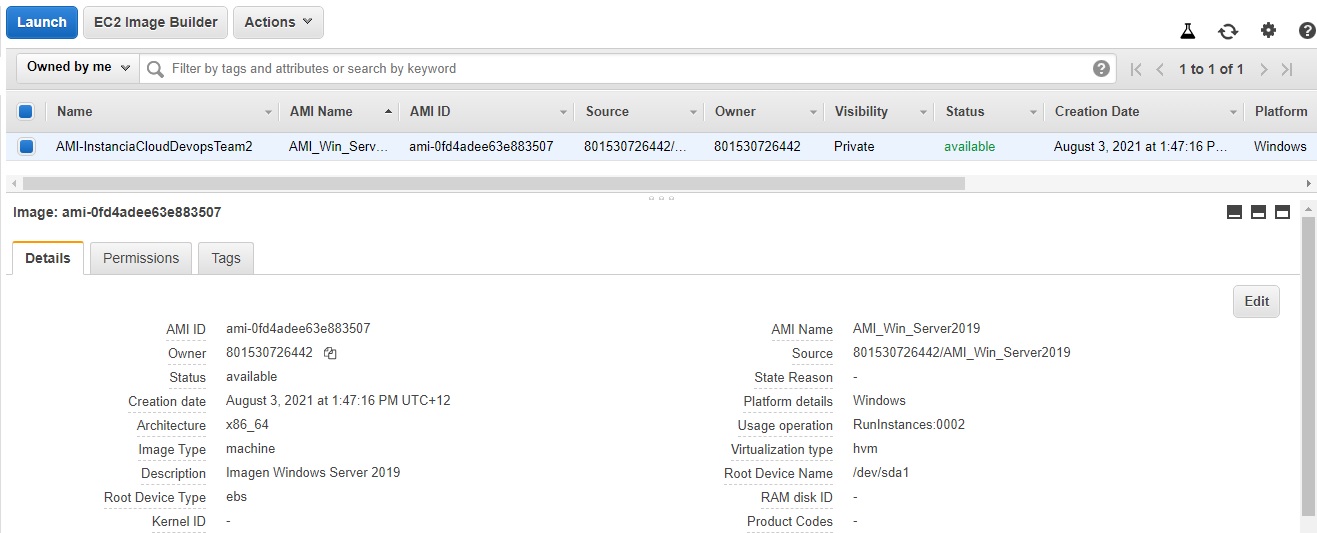 Launch EC2 Image Builder Actions
Owned by me Filter by tags and attributes or search by keyword ? 1 to 1 of 1
Name AMI Name AMI ID Source Owner Visibility Status Creation Date Platform
AMI-InstanciaCloudDevopsTeam2 AMI_Win_Serv... ami-0fd4adee63e883507 801530726442/... 801530726442 Private available August 3, 2021 at 1:47:16 P... Windows
Image: ami-0fd4adee63e883507
Details Permissions Tags
Edit
AMI ID ami-0fd4adee63e883507 AMI Name AMI_Win_Server2019
Owner 801530726442 Source 801530726442/AMI_Win_Server2019
Status available State Reason -
Creation date August 3, 2021 at 1:47:16 PM UTC+12 Platform details Windows
Architecture x86_64 Usage operation RunInstances:0002
Image Type machine Virtualization type hvm
Description Imagen Windows Server 2019 Root Device Name /dev/sda1
Root Device Type ebs RAM disk ID -
Kernel ID - Product Codes -